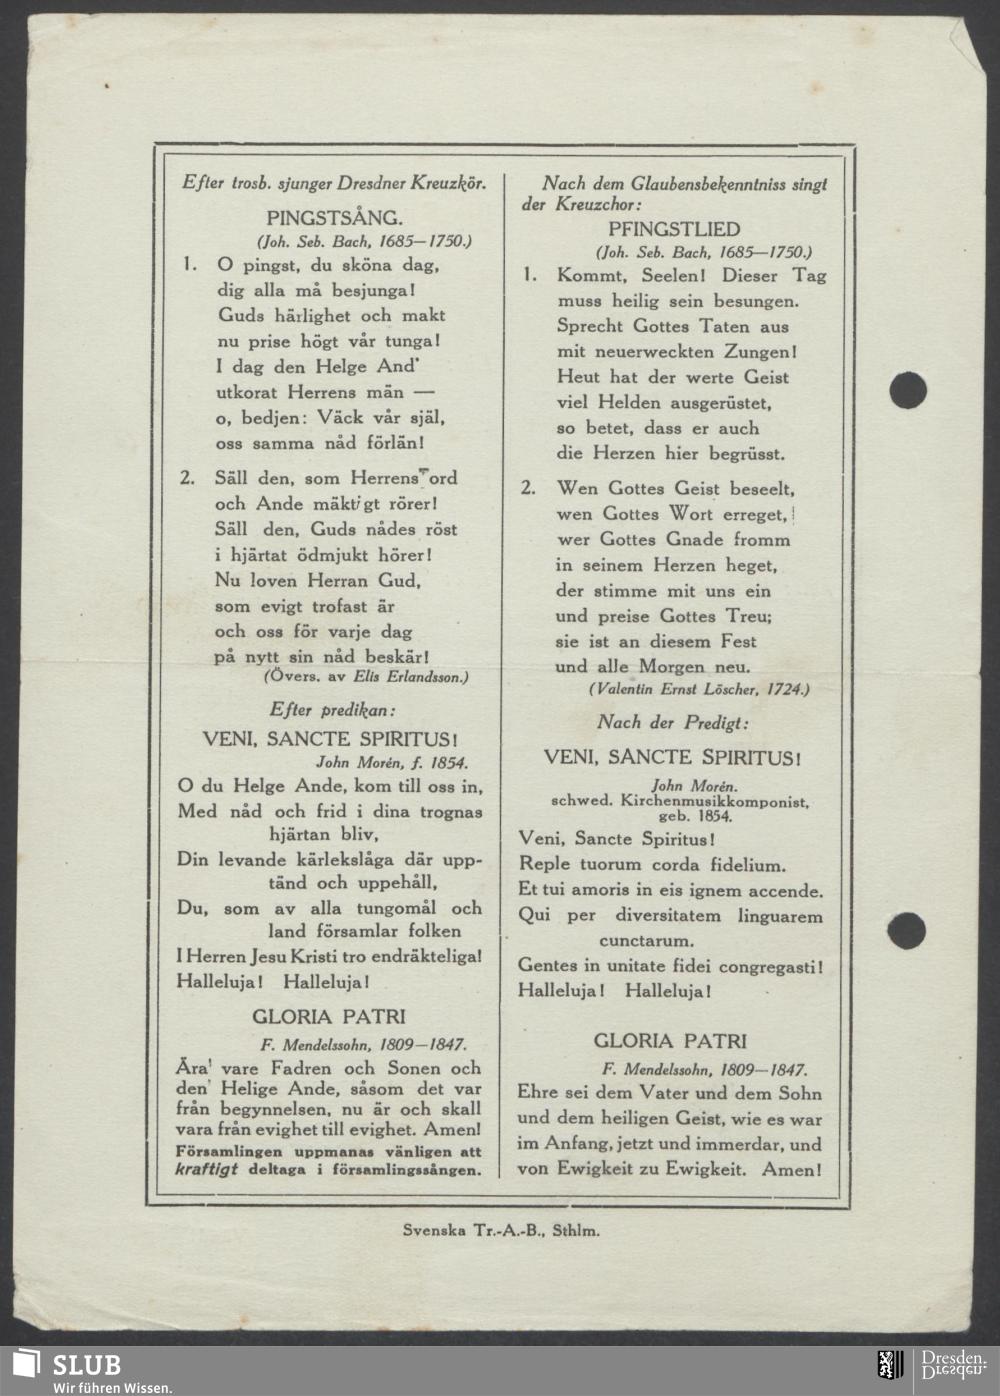 Efter trosb. sjunger Dresdner Kreuzkör.
PINGSTSÅNG.
(Joh. Seb. Bach, 1685—1750.)
1. O pingst, du sköna dag,
dig alla må besjunga!
Guds härlighet och makt
nu prise högt vår tunga!
I dag den Helge And'
utkorat Herrens män —
o, bedjen: Väck vår själ,
oss samma nåd förlän!
2. Säll den, som Herrens ord
och Ande mäktigt rörer!
Säll den, Guds nådes röst
i hjärtat ödmjukt hörer!
Nu loven Herran Gud,
som evigt trofast är
och oss för varje dag
på nytt sin nåd beskär!
(Övers. av Elis Erlandsson.)
Efter predikan:
VENI, SANCTE SPIRITUS!
John Morén, f. 1854.
O du Helge Ande, kom till oss in,
Med nåd och frid i dina trognas
hjärtan bliv,
Din levande kärlekslåga där upp-
tänd och uppehåll,
Du, som av alla tungomål och
land församlar folken
I Herren Jesu Kristi tro endräkteliga!
Halleluja! Halleluja!
GLORIA PATRI
F. Mendelssohn, 1809—1847.
Ära' vare Fadren och Sonen och
den' Helige Ande, såsom det var
från begynnelsen, nu är och skall
vara från evighet till evighet. Amen!
Församlingen uppmanas vänligen att
kraftigt deltaga i församlingssången.
Nach dem Glaubensbekenntniss singt
der Kreuzchor:
PFINGSTLIED
(Joh. Seb. Bach, 1685—1750.)
1. Kommt, Seelen! Dieser Tag
muss heilig sein besungen.
Sprecht Gottes Taten aus
mit neuerweckten Zungen!
Heut hat der werte Geist
viel Helden ausgerüstet,
so betet, dass er auch
die Herzen hier begrüsst.
2. Wen Gottes Geist beseelt,
wen Gottes Wort erreget,
wer Gottes Gnade fromm
in seinem Herzen heget,
der stimme mit uns ein
und preise Gottes Treu;
sie ist an diesem Fest
und alle Morgen neu.
(Valentin Ernst Löscher, 1724.)
Nach der Predigt:
VENI, SANCTE SPIRITUS!
John Morén.
schwed. Kirchenmusikkomponist,
geb. 1854.
Veni, Sancte Spiritus!
Reple tuorum corda fidelium.
Et tui amoris in eis ignem accende.
Qui per diversitatem linguarem
cunctarum.
Gentes in unitate fidei congregasti!
Halleluja! Halleluja!
GLORIA PATRI
F. Mendelssohn, 1809—1847.
Ehre sei dem Vater und dem Sohn
und dem heiligen Geist, wie es war
im Anfang, jetzt und immerdar, und
von Ewigkeit zu Ewigkeit. Amen!
Svenska Tr.-A.-B., Sthlm.
SLUB
Wir führen Wissen.
Dresden.
Dresden.